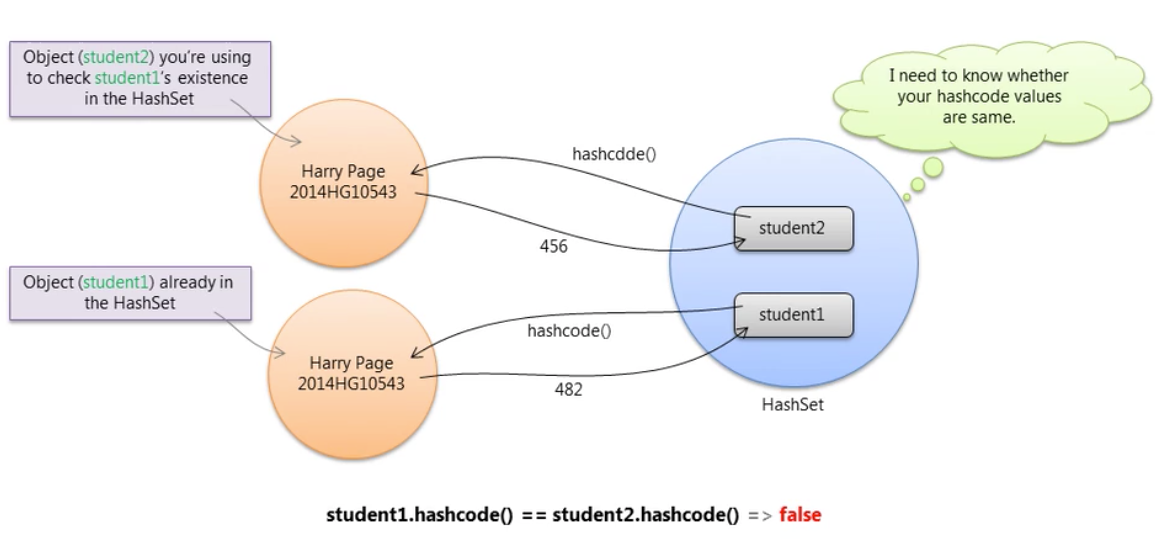 Object (student2) you're using
to check student1's existence
in the HashSet
I need to know whether
your hashcode values
are same.
Harry Page
2014HG10543
hashcdde()
456
student2
Object (student1) already in
the HashSet
student1
hashcode()
Harry Page
2014HG10543
482
HashSet
student1.hashcode() == student2.hashcode() => false